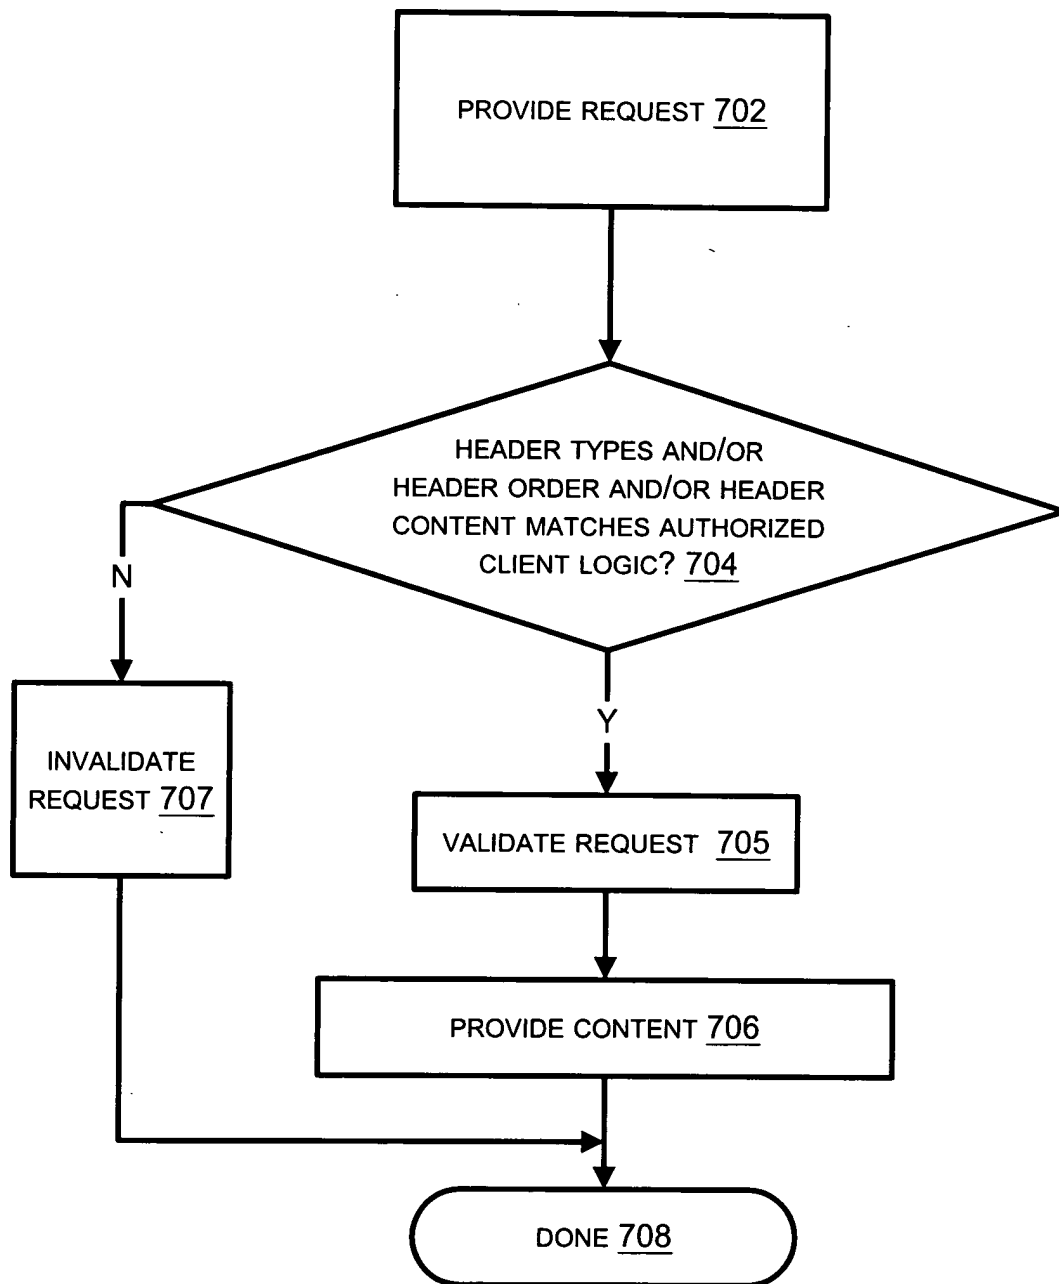 PROVIDE REQUEST 702
HEADER TYPES AND/OR
HEADER ORDER AND/OR HEADER
CONTENT MATCHES AUTHORIZED
CLIENT LOGIC? 704
N
Y
INVALIDATE
REQUEST 707
VALIDATE REQUEST 705
PROVIDE CONTENT 706
DONE 708